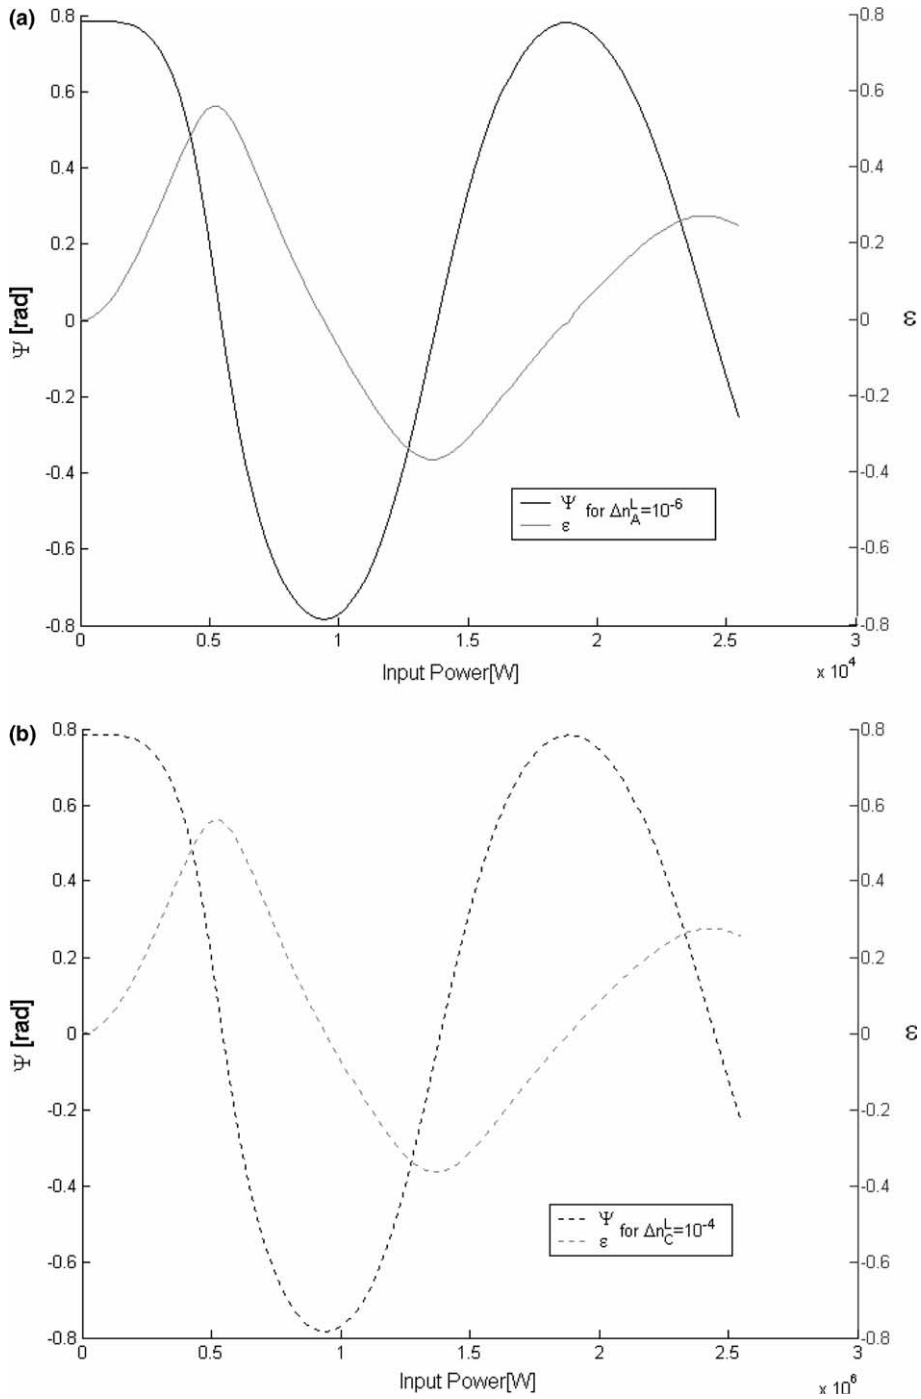 (a)
0.8
0.6
0.4
0.2
0
-0.2
-0.4
-0.6
-0.8
Ψ [rad]
0.8
0.6
0.4
0.2
0
-0.2
-0.4
-0.6
-0.8
ε
Ψ for Δn_A^L=10^-6
ε
0 0.5 1 1.5 2 2.5 3
Input Power[W]
x 10^4
(b)
0.8
0.6
0.4
0.2
0
-0.2
-0.4
-0.6
-0.8
Ψ [rad]
0.8
0.6
0.4
0.2
0
-0.2
-0.4
-0.6
-0.8
ε
Ψ for Δn_C^L=10^-4
ε
0 0.5 1 1.5 2 2.5 3
Input Power[W]
x 10^6